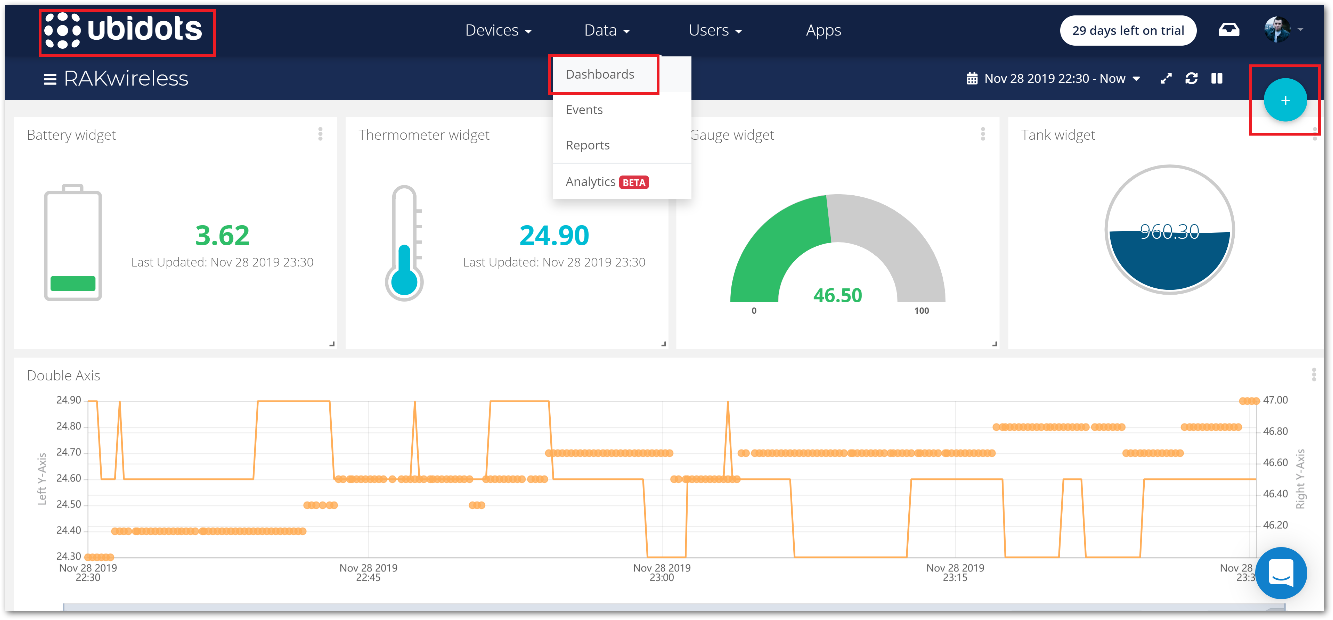 ubidots
Devices
Data
Users
Apps
29 days left on trial
RAKwireless
Dashboards
Events
Reports
Analytics BETA
Nov 28 2019 22:30 - Now
+
Battery widget
3.62
Last Updated: Nov 28 2019 23:30
Thermometer widget
24.90
Last Updated: Nov 28 2019 23:30
Gauge widget
46.50
0
100
Tank widget
960.30
Double Axis
Left Y-Axis
24.90
24.80
24.70
24.60
24.50
24.40
24.30
47.00
46.80
46.60
46.40
46.20
Right Y-Axis
Nov 28 2019
22:30
Nov 28 2019
22:45
Nov 28 2019
23:00
Nov 28 2019
23:15
Nov 28